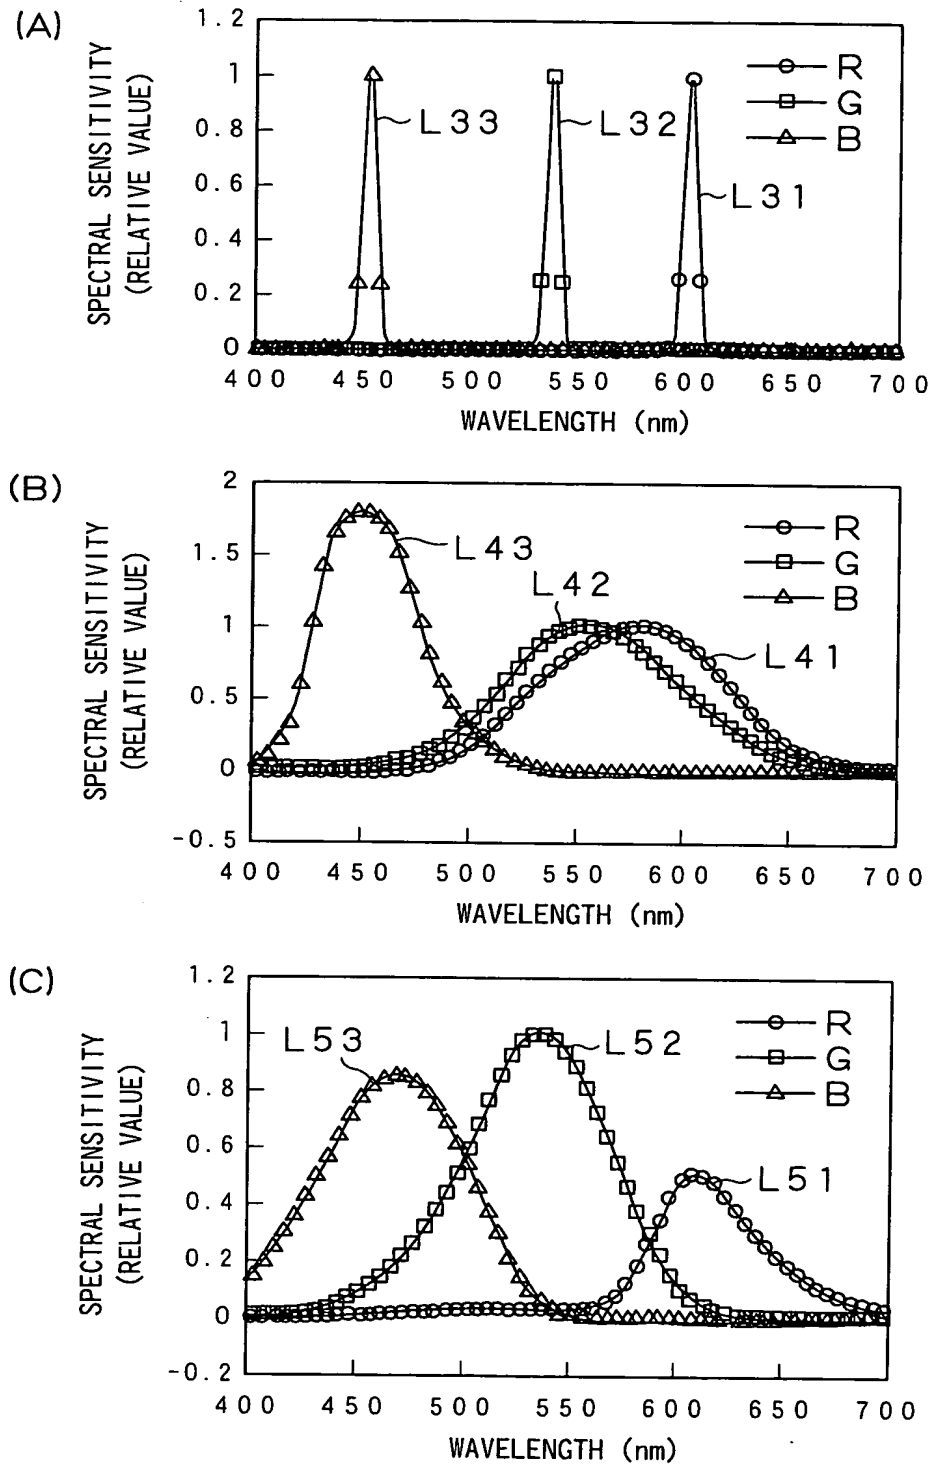 (A)
SPECTRAL SENSITIVITY
(RELATIVE VALUE)
1.2
1
0.8
0.6
0.4
0.2
0
R
G
B
L33
L32
L31
400 450 500 550 600 650 700
WAVELENGTH (nm)
(B)
SPECTRAL SENSITIVITY
(RELATIVE VALUE)
2
1.5
1
0.5
0
-0.5
R
G
B
L43
L42
L41
400 450 500 550 600 650 700
WAVELENGTH (nm)
(C)
SPECTRAL SENSITIVITY
(RELATIVE VALUE)
1.2
1
0.8
0.6
0.4
0.2
0
-0.2
R
G
B
L53
L52
L51
400 450 500 550 600 650 700
WAVELENGTH (nm)